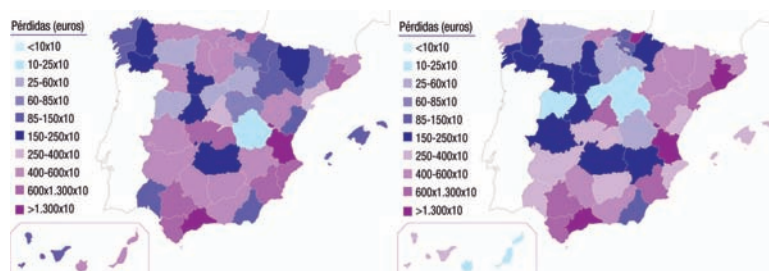 Pérdidas (euros)
<10x10
10-25x10
25-60x10
60-85x10
85-150x10
150-250x10
250-400x10
400-600x10
600x1.300x10
>1.300x10
Pérdidas (euros)
<10x10
10-25x10
25-60x10
60-85x10
85-150x10
150-250x10
250-400x10
400-600x10
600x1.300x10
>1.300x10